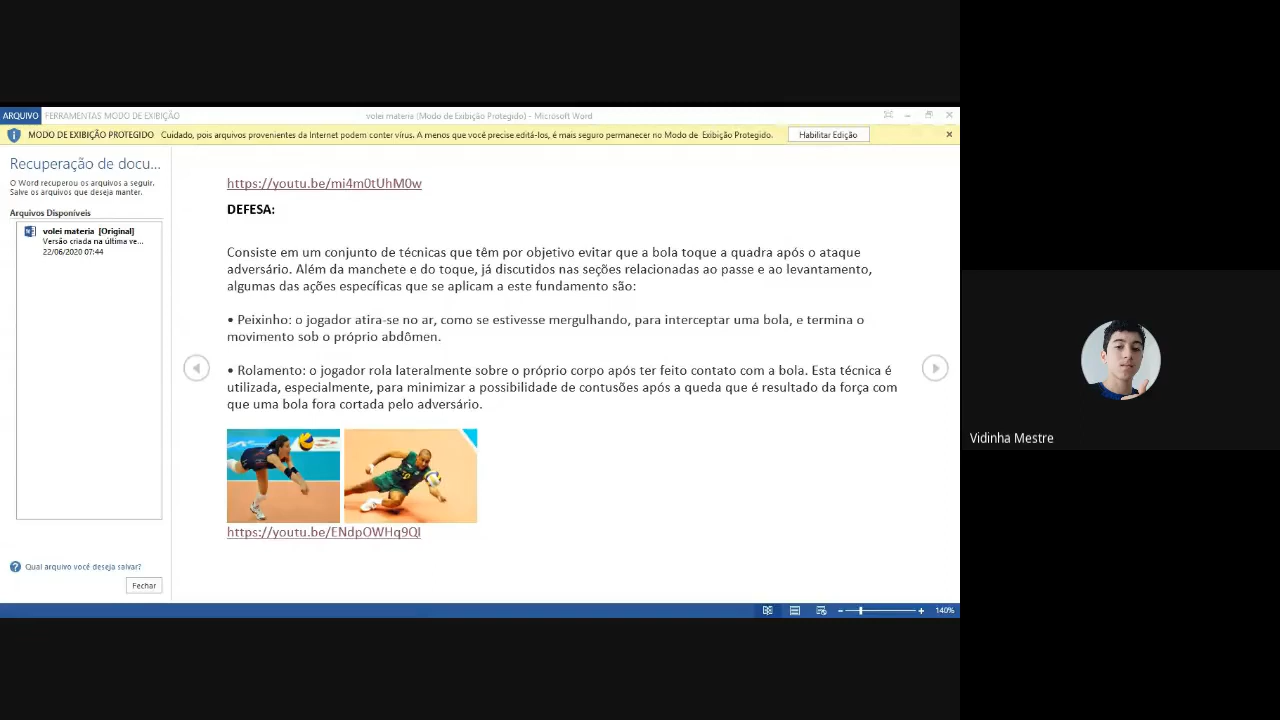 ARQUIVO FERRAMENTAS MODO DE EXIBIÇÃO
volei materia (Modo de Exibição Protegido) - Microsoft Word
MODO DE EXIBIÇÃO PROTEGIDO Cuidado, pois arquivos provenientes da Internet podem conter vírus. A menos que você precise editá-los, é mais seguro permanecer no Modo de Exibição Protegido. Habilitar Edição
Recuperação de docu...
O Word recuperou os arquivos a seguir.
Salve os arquivos que deseja manter.
Arquivos Disponíveis
volei materia [Original]
Versão criada na última ve...
22/06/2020 07:44
Qual arquivo você deseja salvar?
Fechar
https://youtu.be/mi4m0tUhM0w
DEFESA:
Consiste em um conjunto de técnicas que têm por objetivo evitar que a bola toque a quadra após o ataque
adversário. Além da manchete e do toque, já discutidos nas seções relacionadas ao passe e ao levantamento,
algumas das ações específicas que se aplicam a este fundamento são:
• Peixinho: o jogador atira-se no ar, como se estivesse mergulhando, para interceptar uma bola, e termina o
movimento sob o próprio abdômen.
• Rolamento: o jogador rola lateralmente sobre o próprio corpo após ter feito contato com a bola. Esta técnica é
utilizada, especialmente, para minimizar a possibilidade de contusões após a queda que é resultado da força com
que uma bola fora cortada pelo adversário.
https://youtu.be/ENdpOWHq9QI
140%
Vidinha Mestre